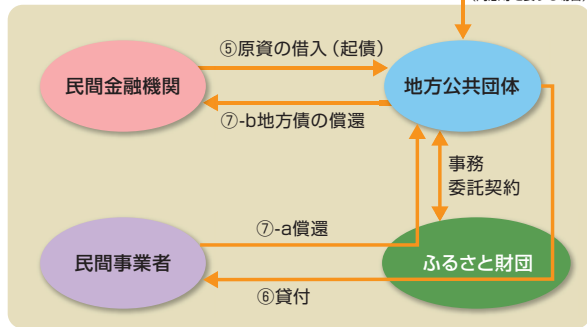 ⑤原資の借入（起債）
民間金融機関
地方公共団体
⑦-b地方債の償還
事務
委託契約
⑦-a償還
民間事業者
ふるさと財団
⑥貸付